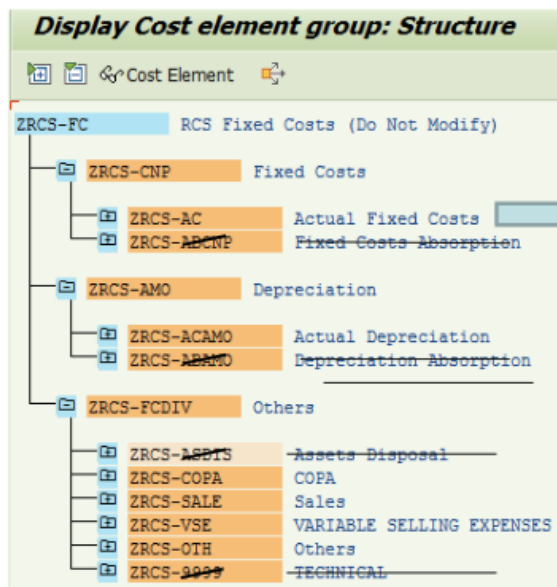 Display Cost element group: Structure
Cost Element
ZRCS-FC RCS Fixed Costs (Do Not Modify)
ZRCS-CNP Fixed Costs
ZRCS-AC Actual Fixed Costs
ZRCS-ABCNP Fixed Costs Absorption
ZRCS-AMO Depreciation
ZRCS-ACAMO Actual Depreciation
ZRCS-ABAMO Depreciation Absorption
ZRCS-FCDIV Others
ZRCS-ASDIS Assets Disposal
ZRCS-COPA COPA
ZRCS-SALE Sales
ZRCS-VSE VARIABLE SELLING EXPENSES
ZRCS-OTH Others
ZRCS-9999 TECHNICAL